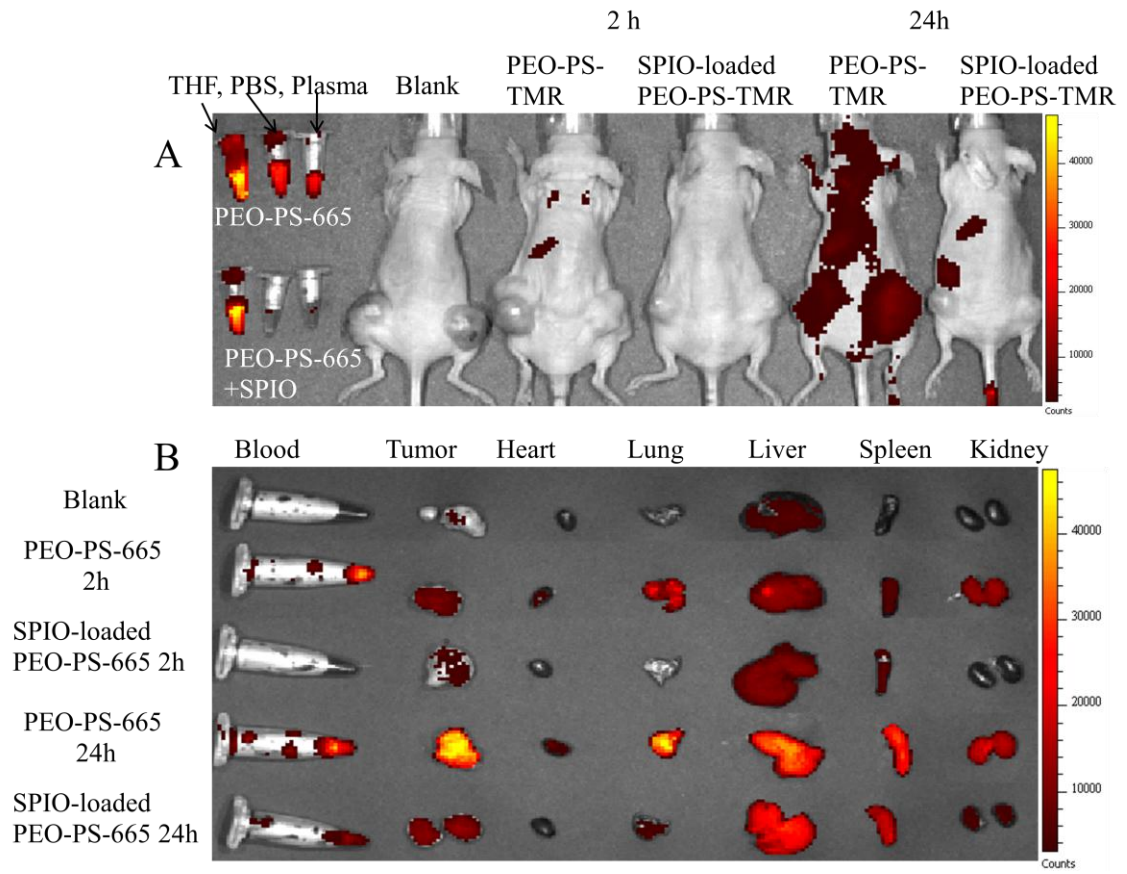 2 h
24h
PEO-PS-
TMR
SPIO-loaded
PEO-PS-TMR
PEO-PS-
TMR
SPIO-loaded
PEO-PS-TMR
THF, PBS, Plasma
Blank
A
PEO-PS-665
PEO-PS-665
+SPIO
40000
30000
20000
10000
Counts
B
Blood
Tumor
Heart
Lung
Liver
Spleen
Kidney
Blank
PEO-PS-665
2h
SPIO-loaded
PEO-PS-665 2h
PEO-PS-665
24h
SPIO-loaded
PEO-PS-665 24h
40000
30000
20000
10000
Counts